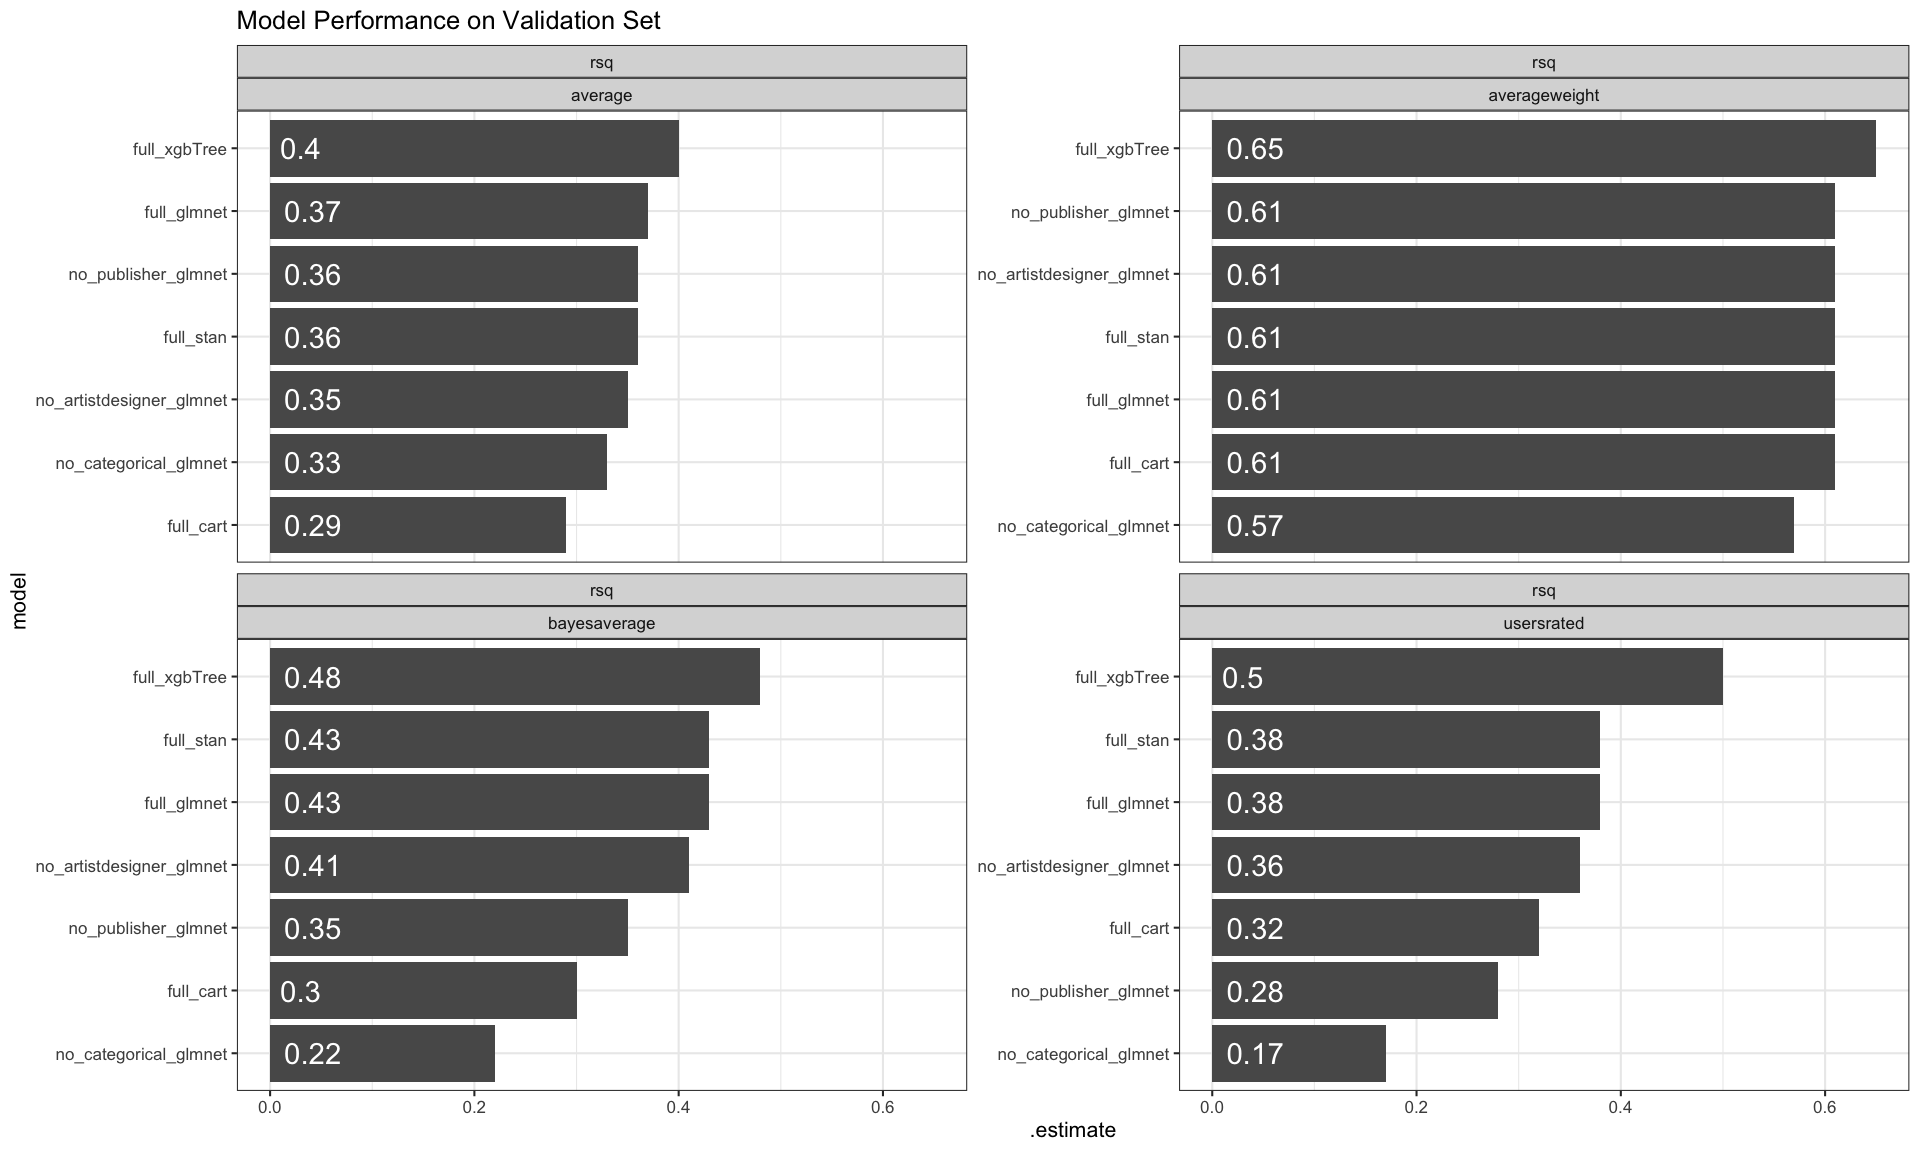 Model Performance on Validation Set
rsq
average
full_xgbTree 0.4
full_glmnet 0.37
no_publisher_glmnet 0.36
full_stan 0.36
no_artistdesigner_glmnet 0.35
no_categorical_glmnet 0.33
full_cart 0.29
rsq
averageweight
full_xgbTree 0.65
no_publisher_glmnet 0.61
no_artistdesigner_glmnet 0.61
full_stan 0.61
full_glmnet 0.61
full_cart 0.61
no_categorical_glmnet 0.57
model
rsq
bayesaverage
full_xgbTree 0.48
full_stan 0.43
full_glmnet 0.43
no_artistdesigner_glmnet 0.41
no_publisher_glmnet 0.35
full_cart 0.3
no_categorical_glmnet 0.22
0.0 0.2 0.4 0.6
rsq
usersrated
full_xgbTree 0.5
full_stan 0.38
full_glmnet 0.38
no_artistdesigner_glmnet 0.36
full_cart 0.32
no_publisher_glmnet 0.28
no_categorical_glmnet 0.17
0.0 0.2 0.4 0.6
.estimate